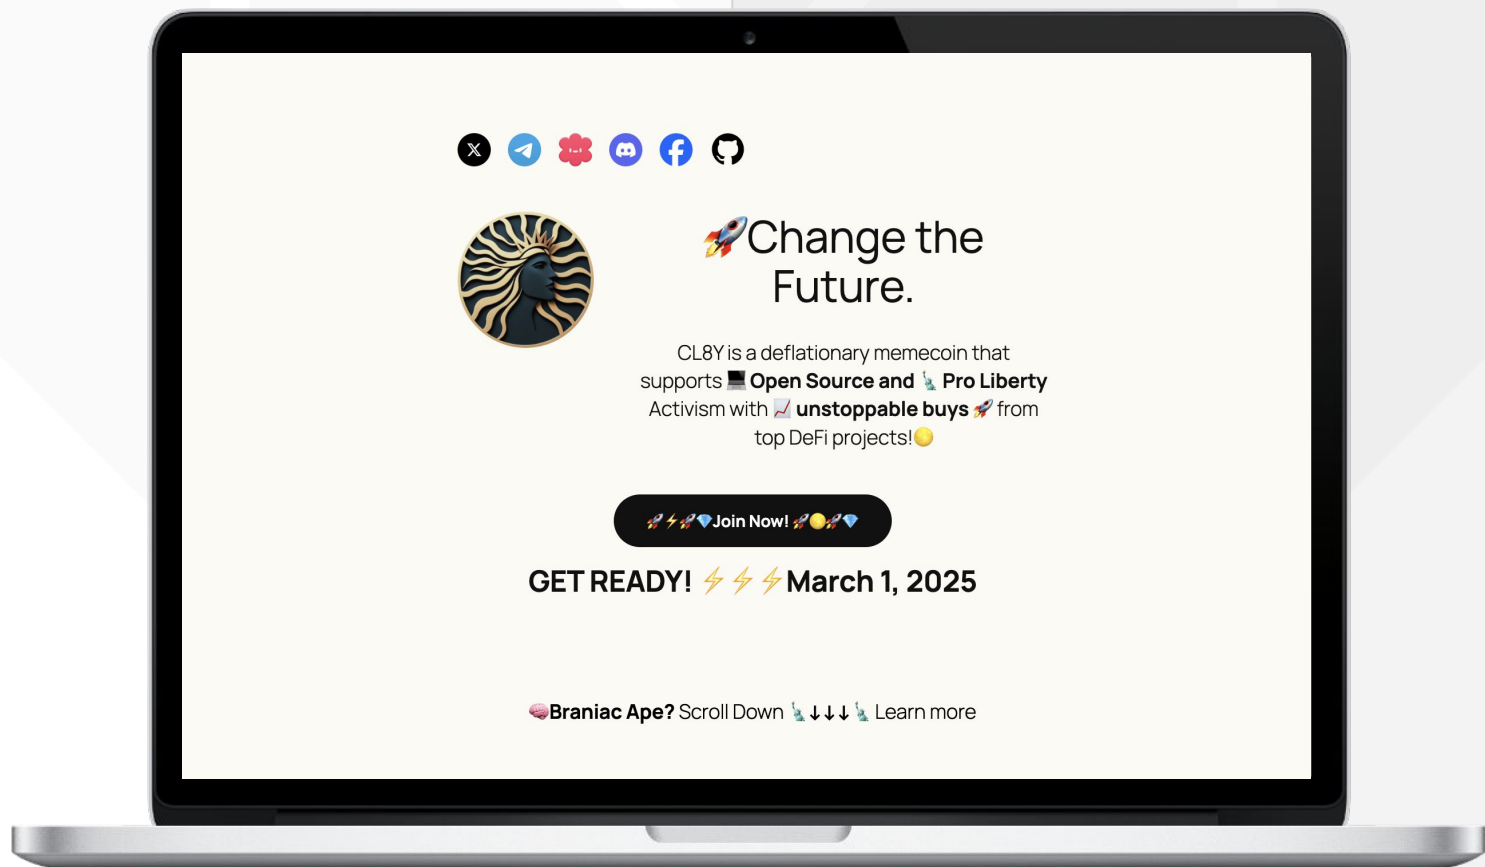 🚀Change the
Future.
CL8Y is a deflationary memecoin that
supports 💻 Open Source and 🗽 Pro Liberty
Activism with 📈 unstoppable buys 🚀 from
top DeFi projects!🟡
🚀⚡🚀💎Join Now! 🚀🟡🚀💎
GET READY! ⚡⚡⚡March 1, 2025
🧠Braniac Ape? Scroll Down 🗽↓↓↓🗽 Learn more